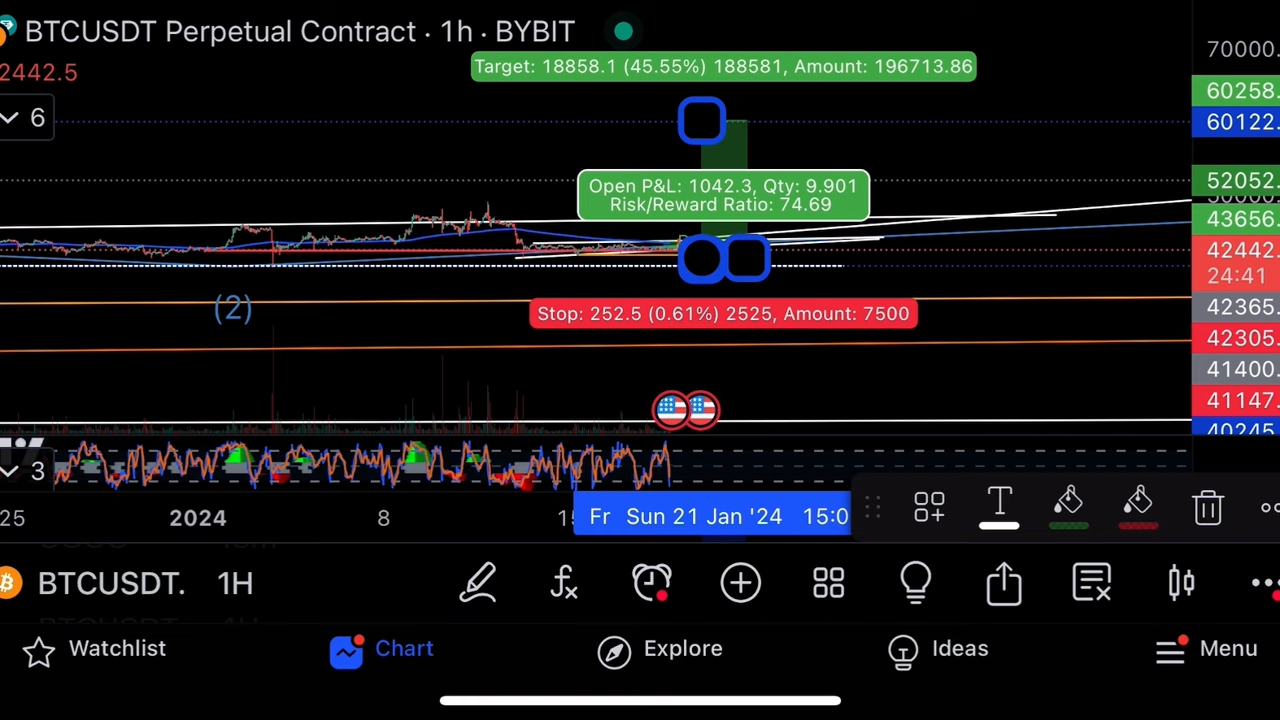 BTCUSDT Perpetual Contract · 1h · BYBIT
2442.5
Target: 18858.1 (45.55%) 188581, Amount: 196713.86
70000.
6
60258.
60122.
Open P&L: 1042.3, Qty: 9.901
Risk/Reward Ratio: 74.69
52052.
43656
42442.
24:41
(2)
Stop: 252.5 (0.61%) 2525, Amount: 7500
42365.
42305.
41400.
41147.
40245
3
25 2024 8 15 Fr Sun 21 Jan '24 15:0
T
BTCUSDT. 1H
Watchlist Chart Explore Ideas Menu